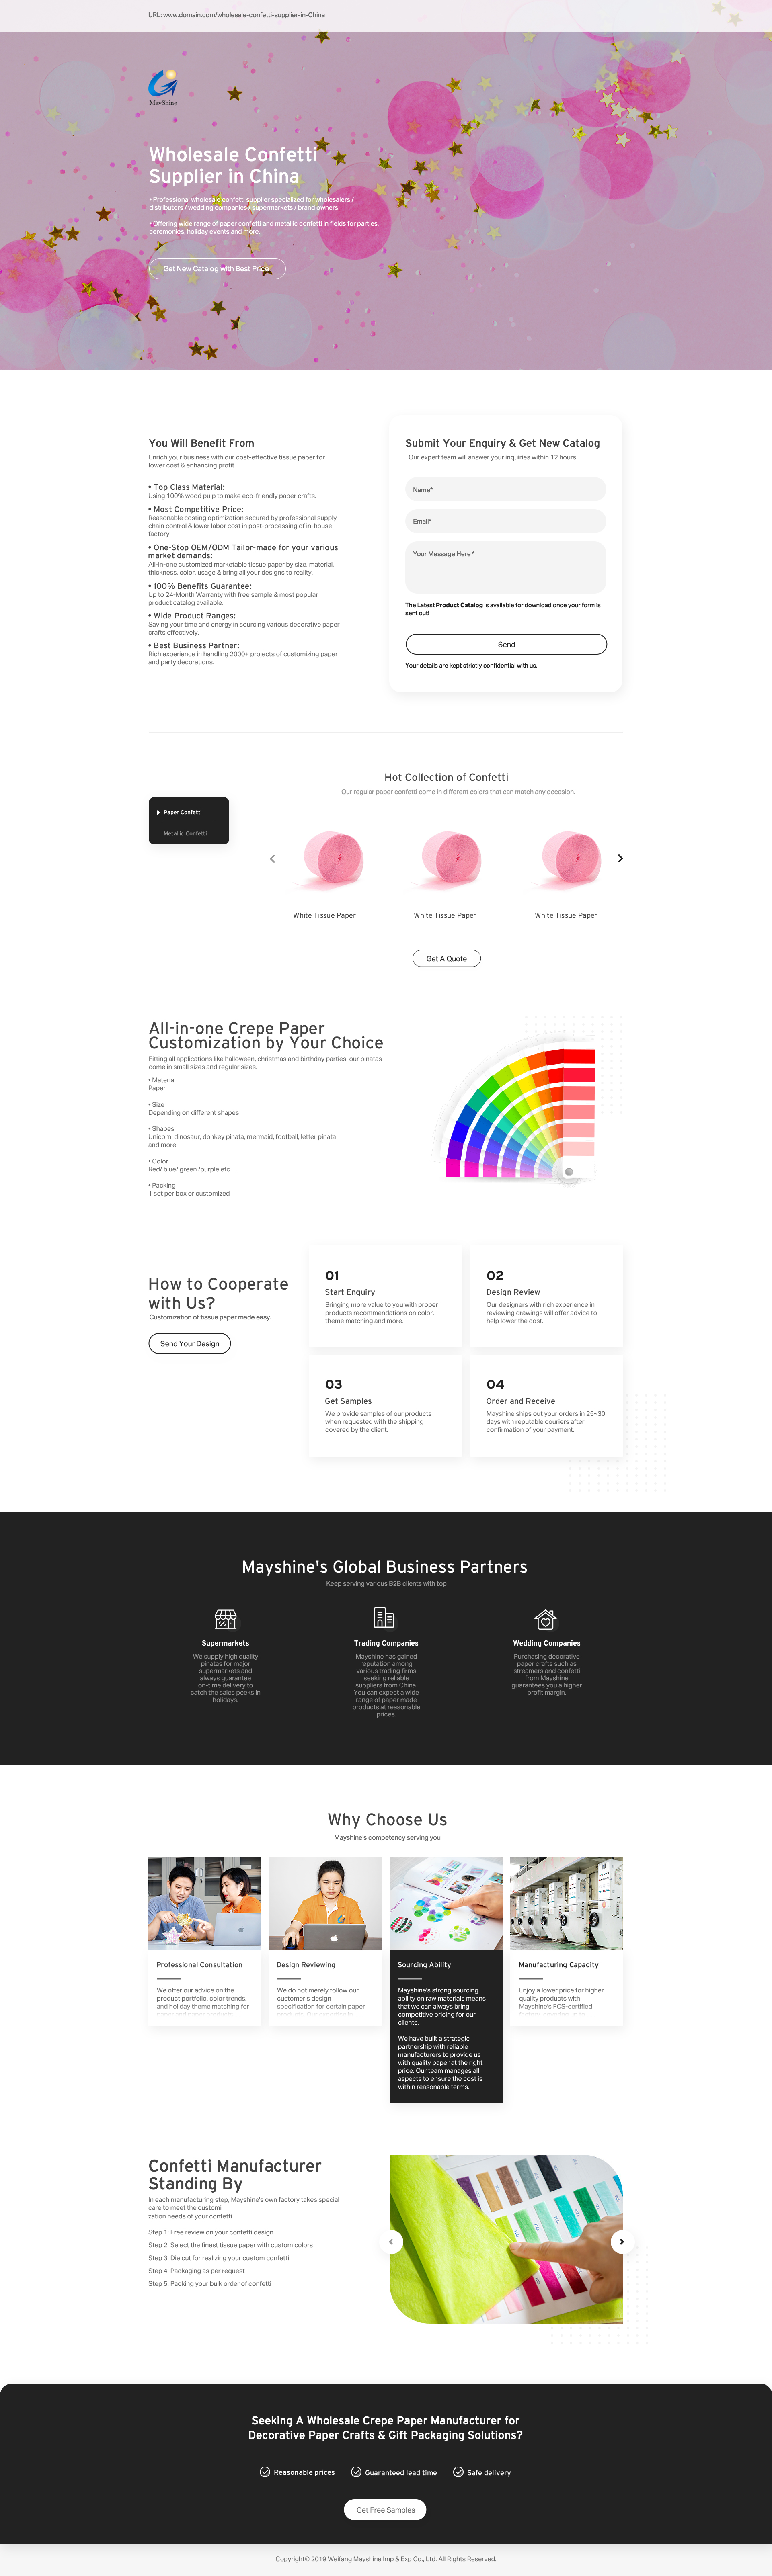 URL: www.domain.com/wholesale-confetti-supplier-in-China
MayShine
Wholesale Confetti
Supplier in China
• Professional wholesale confetti supplier specialized for wholesalers /
distributors / wedding companies / supermarkets / brand owners.
• Offering wide range of paper confetti and metallic confetti in fields for parties,
ceremonies, holiday events and more.
Get New Catalog with Best Price
You Will Benefit From
Enrich your business with our cost-effective tissue paper for
lower cost & enhancing profit.
• Top Class Material:
Using 100% wood pulp to make eco-friendly paper crafts.
• Most Competitive Price:
Reasonable costing optimization secured by professional supply
chain control & lower labor cost in post-processing of in-house
factory.
• One-Stop OEM/ODM Tailor-made for your various
market demands:
All-in-one customized marketable tissue paper by size, material,
thickness, color, usage & bring all your designs to reality.
• 100% Benefits Guarantee:
Up to 24-Month Warranty with free sample & most popular
product catalog available.
• Wide Product Ranges:
Saving your time and energy in sourcing various decorative paper
crafts effectively.
• Best Business Partner:
Rich experience in handling 2000+ projects of customizing paper
and party decorations.
Submit Your Enquiry & Get New Catalog
Our expert team will answer your inquiries within 12 hours
Name*
Email*
Your Message Here *
The Latest Product Catalog is available for download once your form is
sent out!
Send
Your details are kept strictly confidential with us.
Hot Collection of Confetti
Our regular paper confetti come in different colors that can match any occasion.
Paper Confetti
Metallic Confetti
White Tissue Paper
White Tissue Paper
White Tissue Paper
Get A Quote
All-in-one Crepe Paper
Customization by Your Choice
Fitting all applications like halloween, christmas and birthday parties, our pinatas
come in small sizes and regular sizes.
• Material
Paper
• Size
Depending on different shapes
• Shapes
Unicorn, dinosaur, donkey pinata, mermaid, football, letter pinata
and more.
• Color
Red/ blue/ green /purple etc...
• Packing
1 set per box or customized
How to Cooperate
with Us?
Customization of tissue paper made easy.
Send Your Design
01
Start Enquiry
Bringing more value to you with proper
products recommendations on color,
theme matching and more.
02
Design Review
Our designers with rich experience in
reviewing drawings will offer advice to
help lower the cost.
03
Get Samples
We provide samples of our products
when requested with the shipping
covered by the client.
04
Order and Receive
Mayshine ships out your orders in 25~30
days with reputable couriers after
confirmation of your payment.
Mayshine's Global Business Partners
Keep serving various B2B clients with top
Supermarkets
We supply high quality
pinatas for major
supermarkets and
always guarantee
on-time delivery to
catch the sales peeks in
holidays.
Trading Companies
Mayshine has gained
reputation among
various trading firms
seeking reliable
suppliers from China.
You can expect a wide
range of paper made
products at reasonable
prices.
Wedding Companies
Purchasing decorative
paper crafts such as
streamers and confetti
from Mayshine
guarantees you a higher
profit margin.
Why Choose Us
Mayshine's competency serving you
Professional Consultation
We offer our advice on the
product portfolio, color trends,
and holiday theme matching for
Design Reviewing
We do not merely follow our
customer's design
specification for certain paper
Sourcing Ability
Mayshine's strong sourcing
ability on raw materials means
that we can always bring
competitive pricing for our
clients.
We have built a strategic
partnership with reliable
manufacturers to provide us
with quality paper at the right
price. Our team manages all
aspects to ensure the cost is
within reasonable terms.
Manufacturing Capacity
Enjoy a lower price for higher
quality products with
Mayshine's FCS-certified
Confetti Manufacturer
Standing By
In each manufacturing step, Mayshine's own factory takes special
care to meet the customi
zation needs of your confetti.
Step 1: Free review on your confetti design
Step 2: Select the finest tissue paper with custom colors
Step 3: Die cut for realizing your custom confetti
Step 4: Packaging as per request
Step 5: Packing your bulk order of confetti
Seeking A Wholesale Crepe Paper Manufacturer for
Decorative Paper Crafts & Gift Packaging Solutions?
Reasonable prices
Guaranteed lead time
Safe delivery
Get Free Samples
Copyright© 2019 Weifang Mayshine Imp & Exp Co., Ltd. All Rights Reserved.